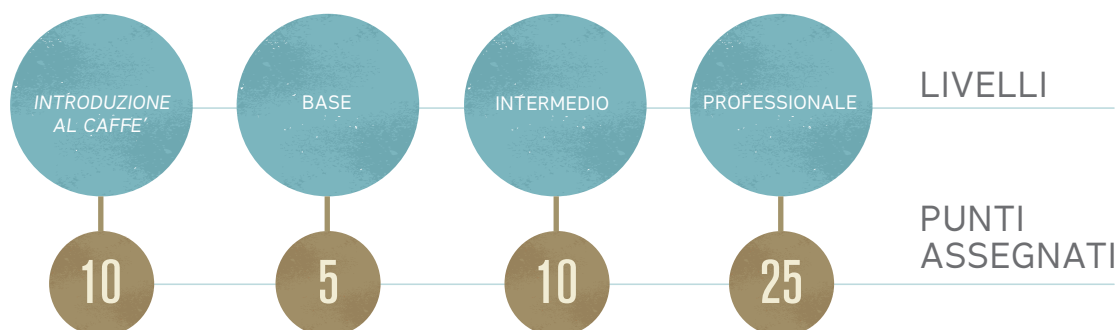 INTRODUZIONE
AL CAFFE'
BASE
INTERMEDIO
PROFESSIONALE
LIVELLI
10
5
10
25
PUNTI
ASSEGNATI